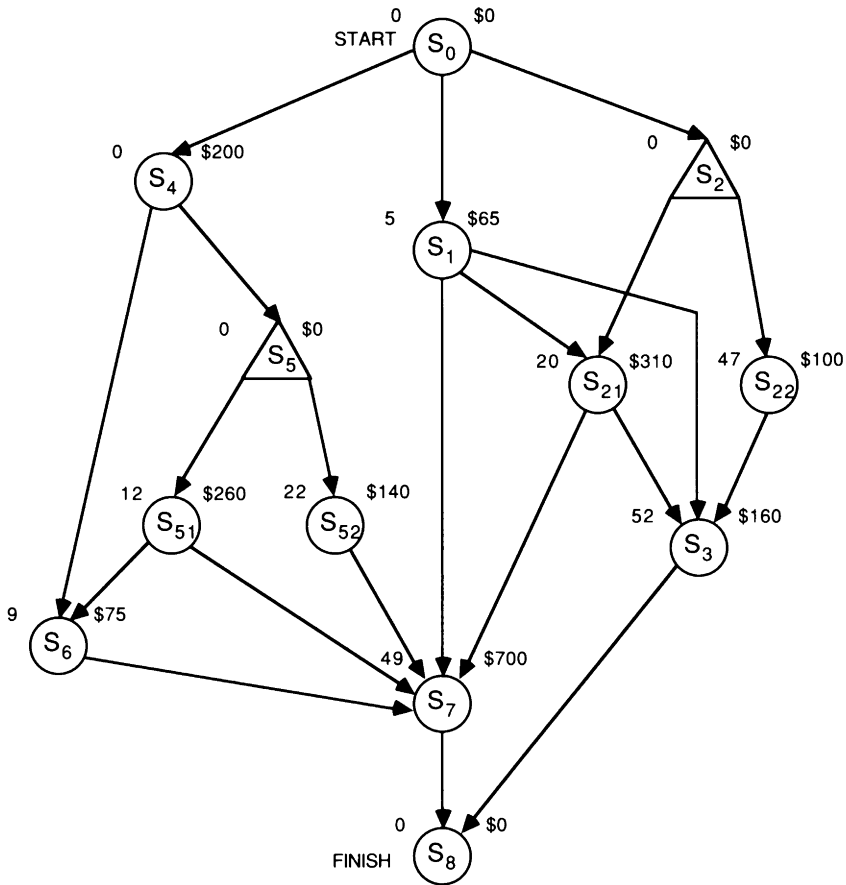 0 $0
START S0
0 $200
S4
0 $0
S2
5 $65
S1
0 $0
S5
20 $310
S21
47 $100
S22
12 $260
S51
22 $140
S52
52 $160
S3
9 $75
S6
49 $700
S7
0 $0
FINISH S8